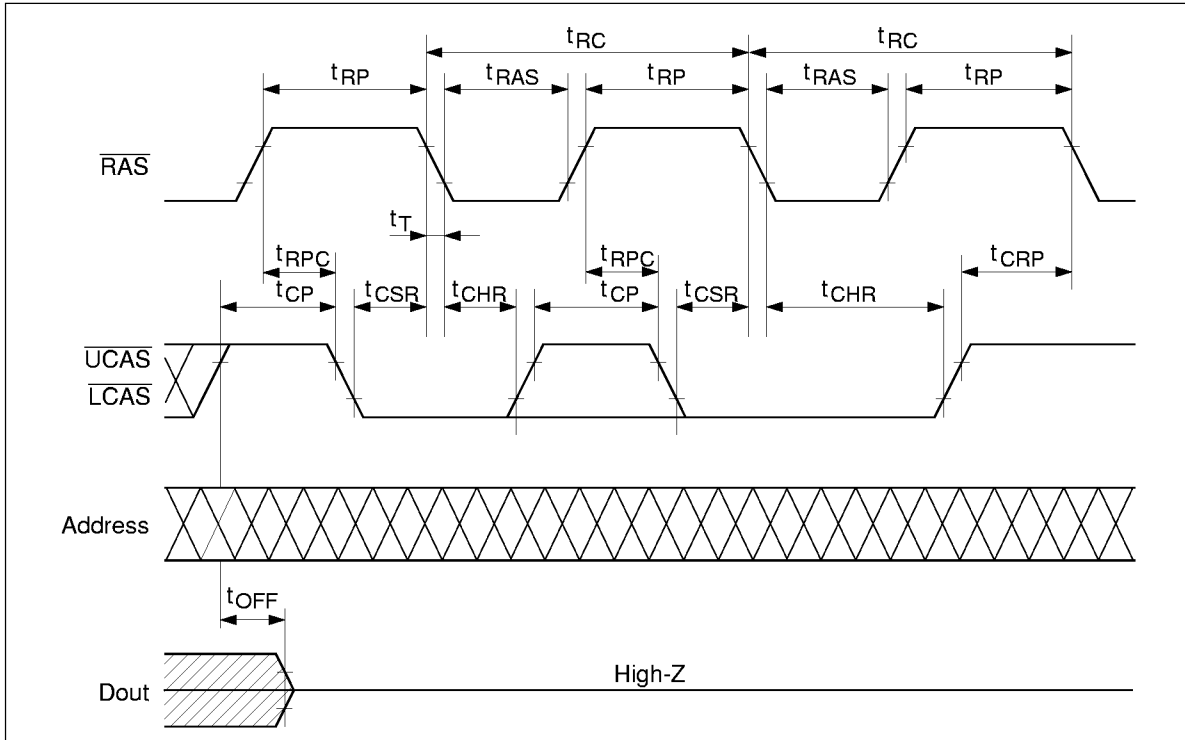 tRC tRC
tRP tRAS tRP tRAS tRP
RAS
tT
tRPC tRPC tCRP
tCP tCSR tCHR tCP tCSR tCHR
UCAS
LCAS
Address
tOFF
High-Z
Dout